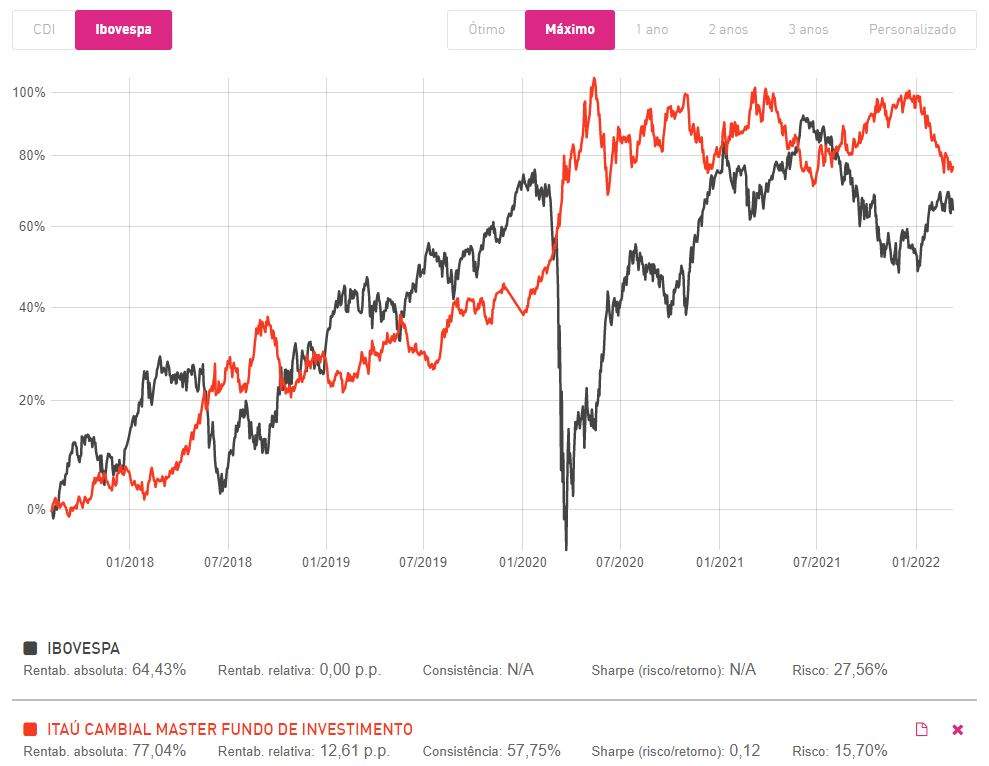 CDI Ibovespa Ótimo Máximo 1 ano 2 anos 3 anos Personalizado
100%
80%
60%
40%
20%
0%
01/2018 07/2018 01/2019 07/2019 01/2020 07/2020 01/2021 07/2021 01/2022
IBOVESPA
Rentab. absoluta: 64,43% Rentab. relativa: 0,00 p.p. Consistência: N/A Sharpe (risco/retorno): N/A Risco: 27,56%
ITAÚ CAMBIAL MASTER FUNDO DE INVESTIMENTO
Rentab. absoluta: 77,04% Rentab. relativa: 12,61 p.p. Consistência: 57,75% Sharpe (risco/retorno): 0,12 Risco: 15,70%